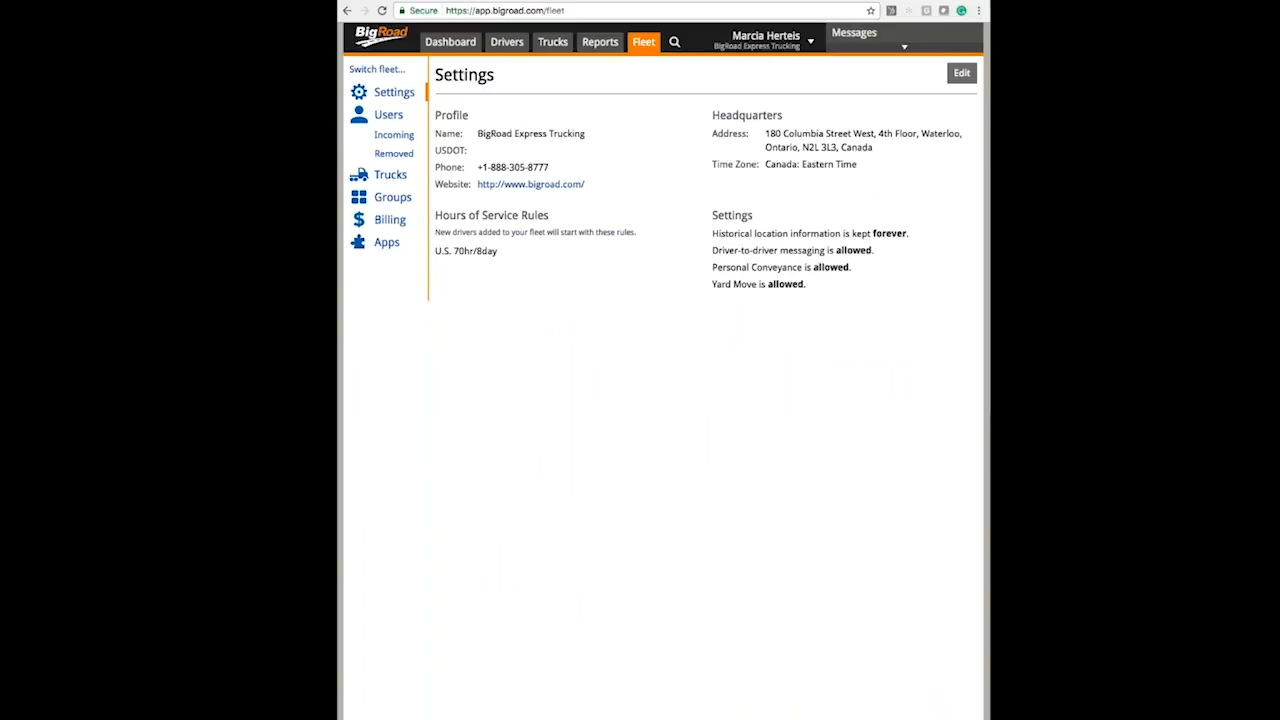 Secure https://app.bigroad.com/fleet
BigRoad
Dashboard Drivers Trucks Reports Fleet
Marcia Herteis
BigRoad Express Trucking
Messages
Switch fleet...
Settings
Users
Incoming
Removed
Trucks
Groups
Billing
Apps
Settings
Edit
Profile
Name: BigRoad Express Trucking
USDOT:
Phone: +1-888-305-8777
Website: http://www.bigroad.com/
Headquarters
Address: 180 Columbia Street West, 4th Floor, Waterloo,
Ontario, N2L 3L3, Canada
Time Zone: Canada: Eastern Time
Hours of Service Rules
New drivers added to your fleet will start with these rules.
U.S. 70hr/8day
Settings
Historical location information is kept forever.
Driver-to-driver messaging is allowed.
Personal Conveyance is allowed.
Yard Move is allowed.